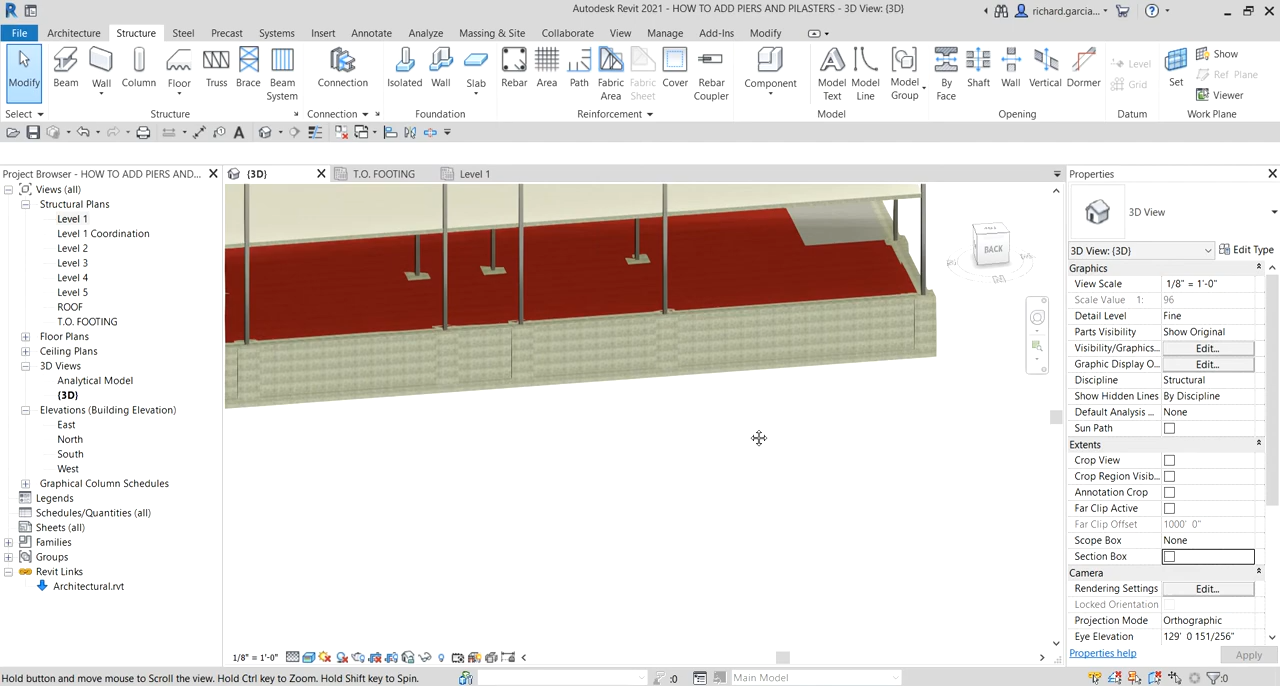 Autodesk Revit 2021 - HOW TO ADD PIERS AND PILASTERS - 3D View: {3D}
richard.garcia...
File Architecture Structure Steel Precast Systems Insert Annotate Analyze Massing & Site Collaborate View Manage Add-Ins Modify
Modify Beam Wall Column Floor Truss Brace Beam System Connection Isolated Wall Slab Rebar Area Path Fabric Area Fabric Sheet Cover Rebar Coupler Component Model Text Model Line Model Group By Face Shaft Wall Vertical Dormer Level Grid Set Show Ref Plane Viewer
Select Structure Connection Foundation Reinforcement Model Opening Datum Work Plane
Project Browser - HOW TO ADD PIERS AND...
Views (all)
Structural Plans
Level 1
Level 1 Coordination
Level 2
Level 3
Level 4
Level 5
ROOF
T.O. FOOTING
Floor Plans
Ceiling Plans
3D Views
Analytical Model
{3D}
Elevations (Building Elevation)
East
North
South
West
Graphical Column Schedules
Legends
Schedules/Quantities (all)
Sheets (all)
Families
Groups
Revit Links
Architectural.rvt
{3D} T.O. FOOTING Level 1
BACK
Properties
3D View
3D View: {3D} Edit Type
Graphics
View Scale 1/8" = 1'-0"
Scale Value 1: 96
Detail Level Fine
Parts Visibility Show Original
Visibility/Graphics... Edit...
Graphic Display O... Edit...
Discipline Structural
Show Hidden Lines By Discipline
Default Analysis ... None
Sun Path
Extents
Crop View
Crop Region Visib...
Annotation Crop
Far Clip Active
Far Clip Offset 1000' 0"
Scope Box None
Section Box
Camera
Rendering Settings Edit...
Locked Orientation
Projection Mode Orthographic
Eye Elevation 129' 0 151/256"
Properties help Apply
1/8" = 1'-0"
Hold button and move mouse to Scroll the view. Hold Ctrl key to Zoom. Hold Shift key to Spin.
:0 Main Model :0